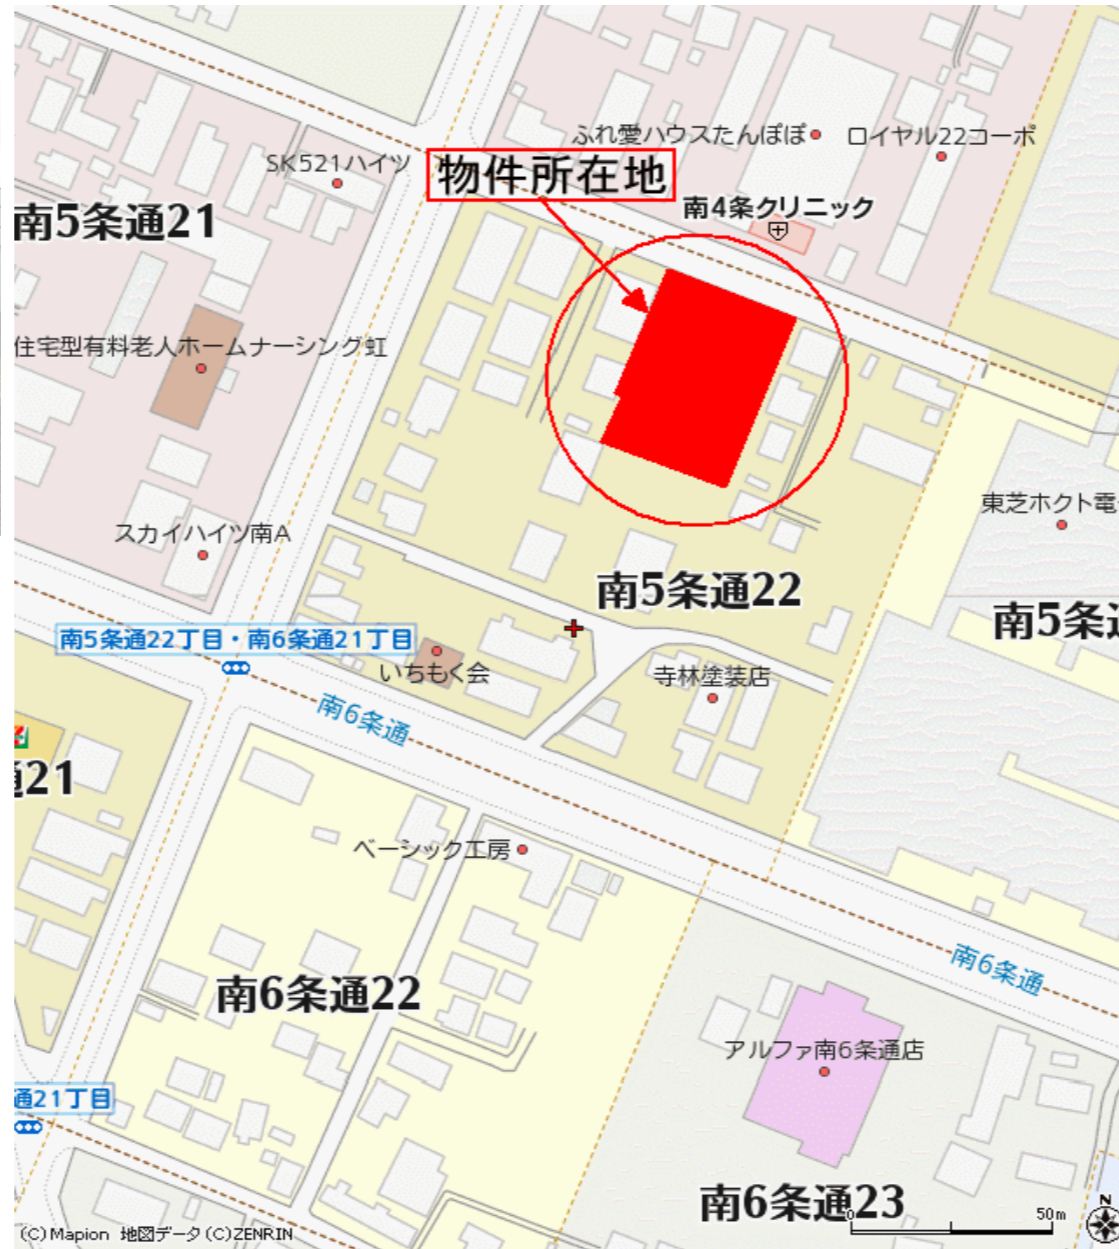 ふれ愛ハウスたんぽぽ
ロイヤル22コーポ
SK521ハイツ
物件所在地
南4条クリニック
南5条通21
住宅型有料老人ホームナーシング虹
東芝ホクト電
スカイハイツ南A
南5条通22
南5条通
南5条通22丁目・南6条通21丁目
いちもく会
寺林塗装店
南6条通
通21
ベーシック工房
南6条通
南6条通22
アルファ南6条通店
通21丁目
南6条通23
0
50m
N
(C)Mapion 地図データ(C)ZENRIN